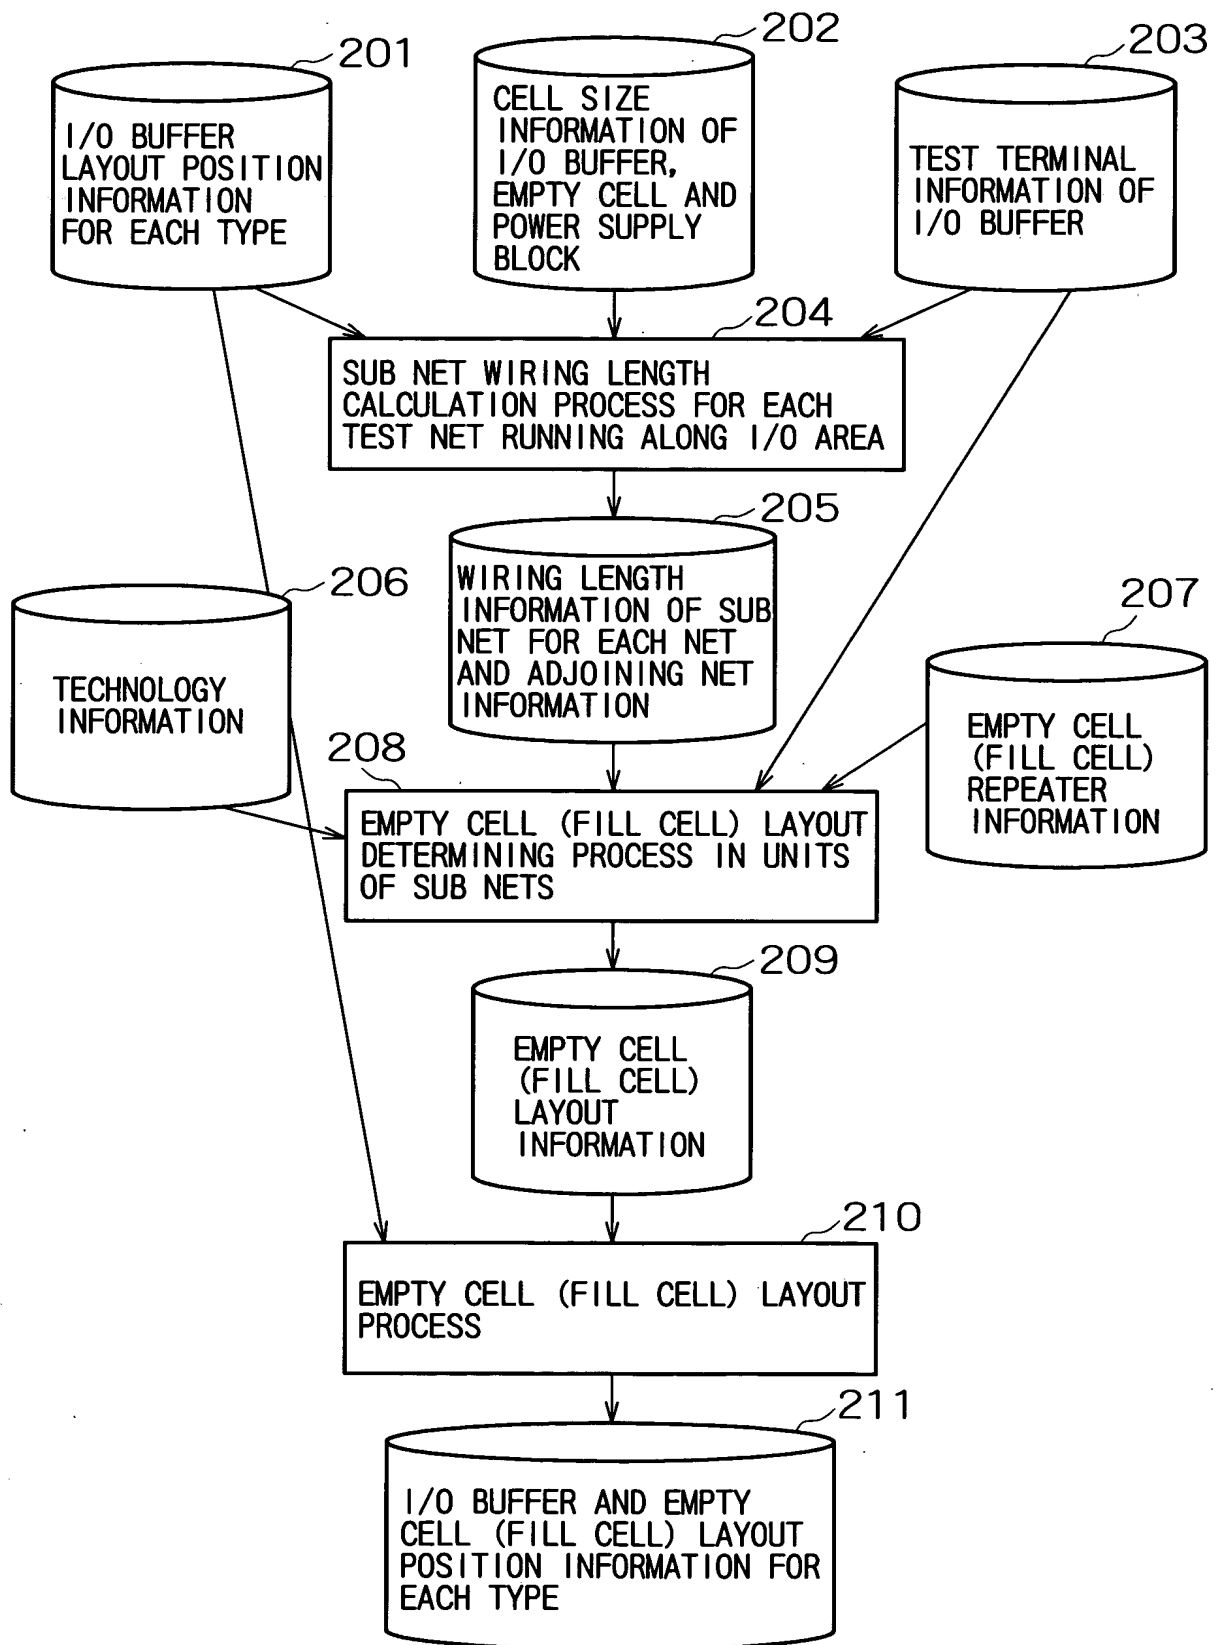 201
I/O BUFFER
LAYOUT POSITION
INFORMATION
FOR EACH TYPE
202
CELL SIZE
INFORMATION OF
I/O BUFFER,
EMPTY CELL AND
POWER SUPPLY
BLOCK
203
TEST TERMINAL
INFORMATION OF
I/O BUFFER
204
SUB NET WIRING LENGTH
CALCULATION PROCESS FOR EACH
TEST NET RUNNING ALONG I/O AREA
205
WIRING LENGTH
INFORMATION OF SUB
NET FOR EACH NET
AND ADJOINING NET
INFORMATION
206
TECHNOLOGY
INFORMATION
207
EMPTY CELL
(FILL CELL)
REPEATER
INFORMATION
208
EMPTY CELL (FILL CELL) LAYOUT
DETERMINING PROCESS IN UNITS
OF SUB NETS
209
EMPTY CELL
(FILL CELL)
LAYOUT
INFORMATION
210
EMPTY CELL (FILL CELL) LAYOUT
PROCESS
211
I/O BUFFER AND EMPTY
CELL (FILL CELL) LAYOUT
POSITION INFORMATION FOR
EACH TYPE